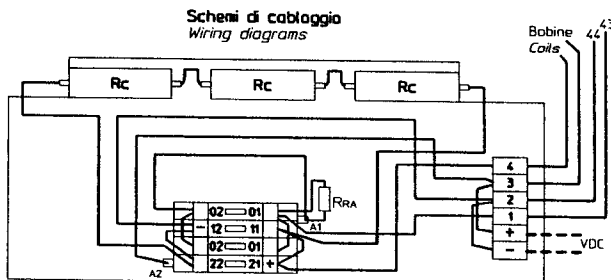 Schemi di cablaggio
Wiring diagrams
Bobine
Coils
44
43
Rc
Rc
Rc
4
3
2
1
+
-
VDC
RRA
A1
02 01
- 12 11
02 01
22 21 +
A2